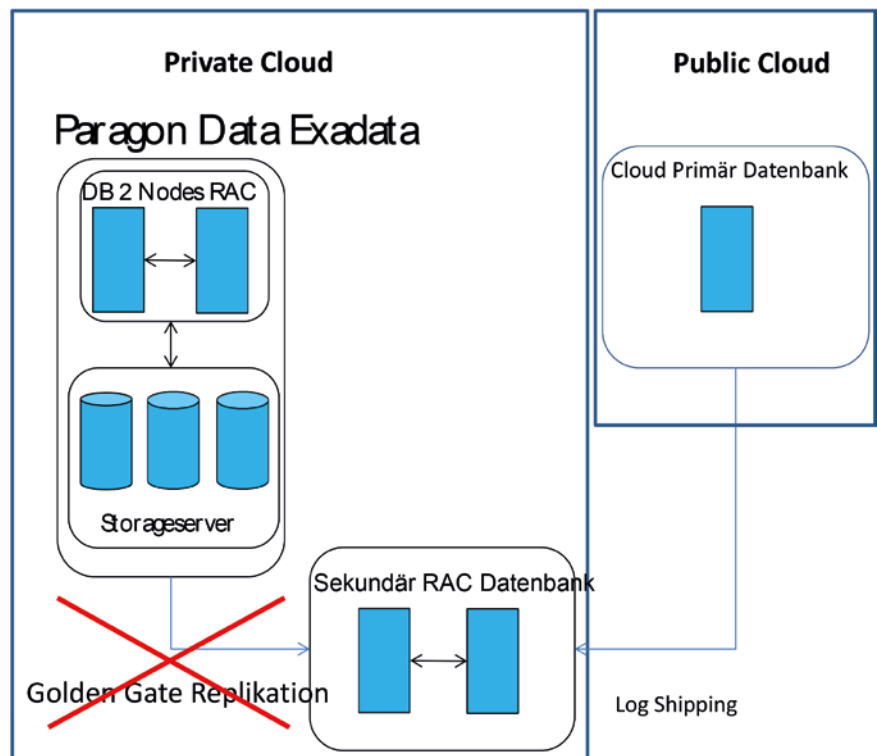 Private Cloud
Public Cloud
Paragon Data Exadata
Cloud Primär Datenbank
DB 2 Nodes RAC
Storageserver
Sekundär RAC Datenbank
Golden Gate Replikation
Log Shipping